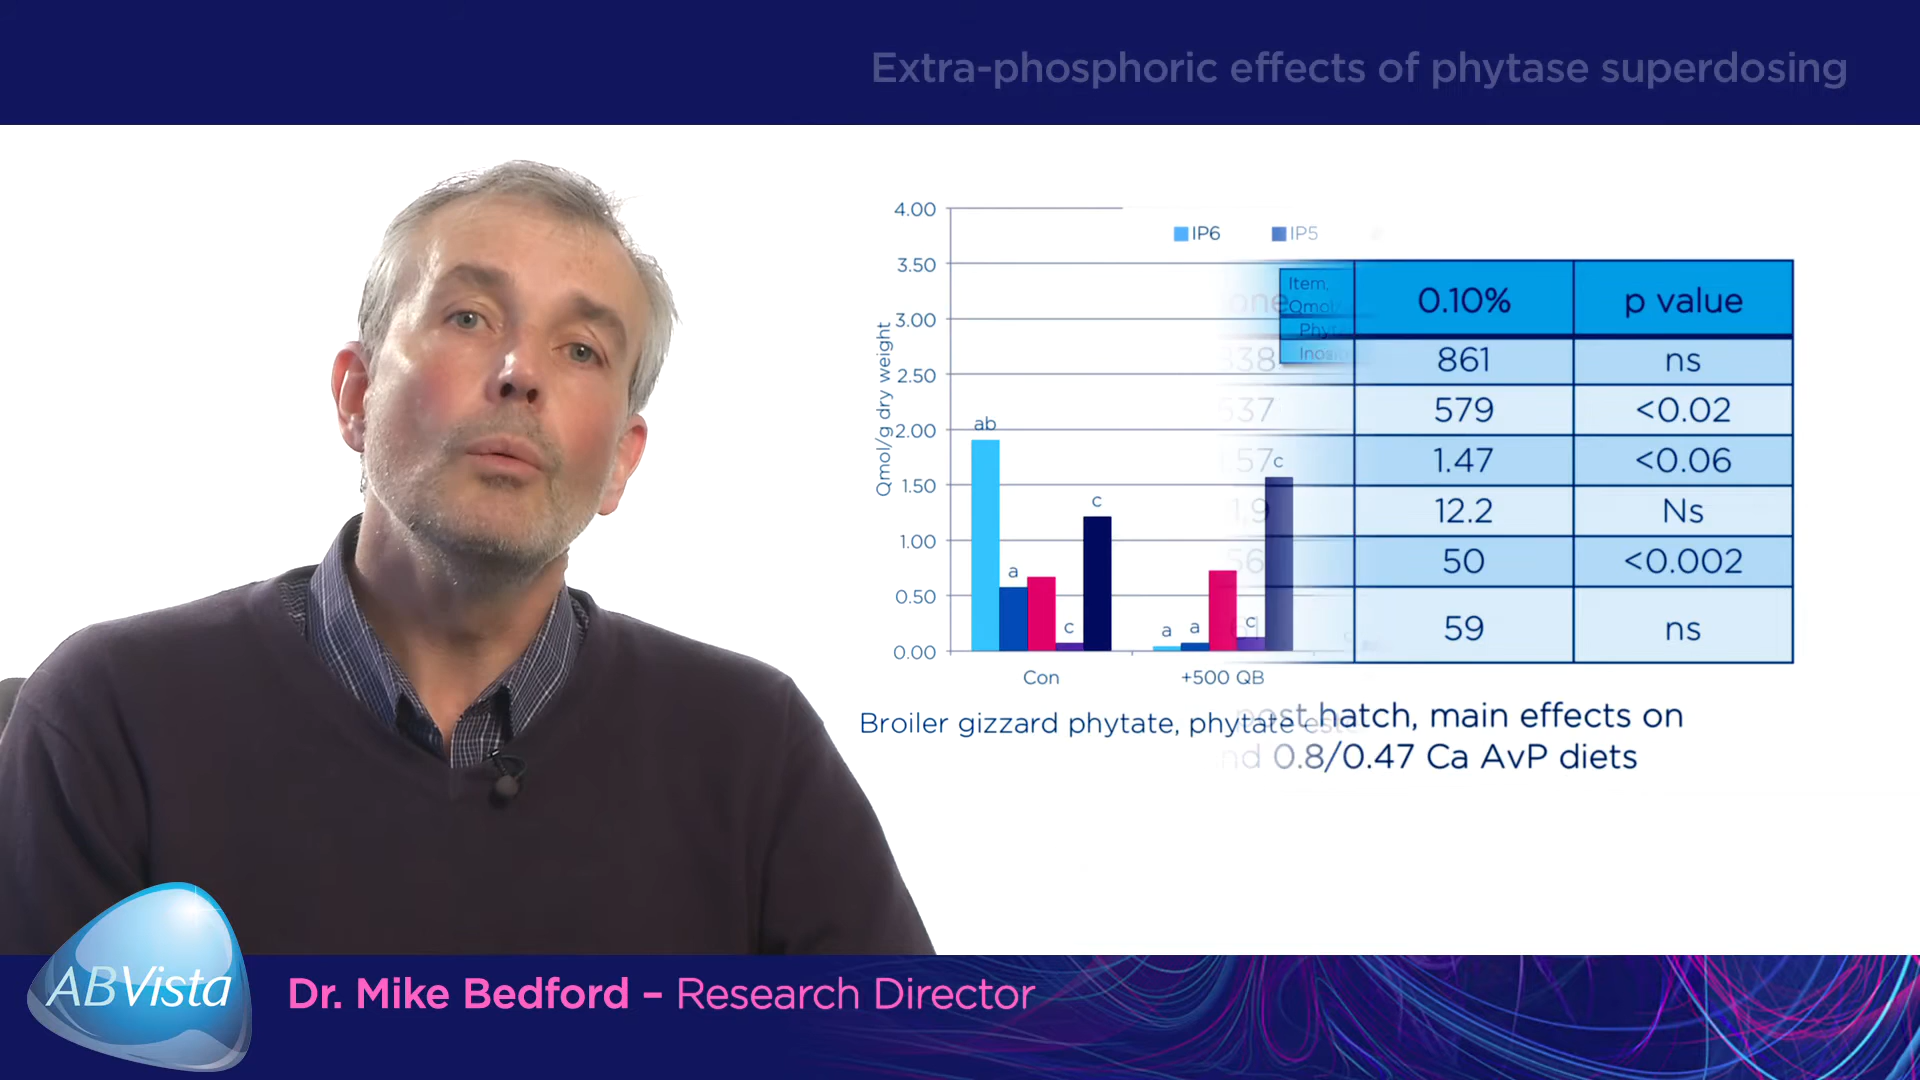 Extra-phosphoric effects of phytase superdosing
4.00
3.50
3.00
2.50
2.00
1.50
1.00
0.50
0.00
Qmol/g dry weight
IP6
IP5
ab
a
c
c
a
a
c
c
Con
+500 QB
Broiler gizzard phytate, phytate
Item,
0.10%
p value
861
ns
579
<0.02
1.47
<0.06
12.2
Ns
50
<0.002
59
ns
post hatch, main effects on
0.8/0.47 Ca AvP diets
ABVista
Dr. Mike Bedford – Research Director